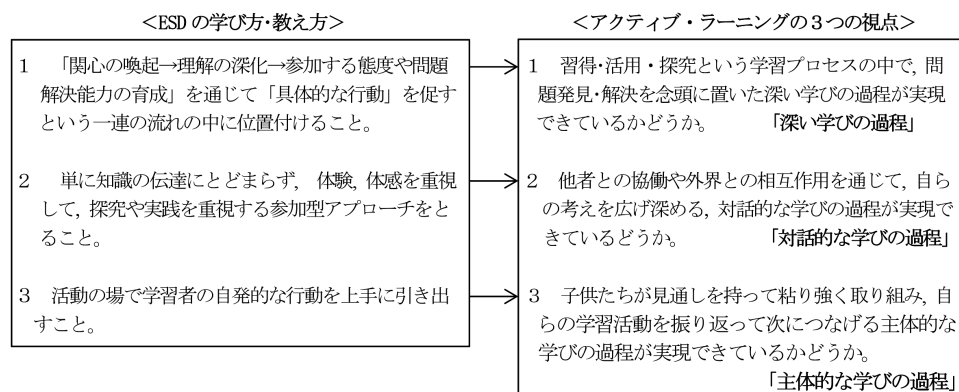 <ESDの学び方・教え方>
1　「関心の喚起→理解の深化→参加する態度や問題
解決能力の育成」を通じて「具体的な行動」を促す
という一連の流れの中に位置付けること。
2　単に知識の伝達にとどまらず, 体験, 体感を重視
して, 探究や実践を重視する参加型アプローチをと
ること。
3　活動の場で学習者の自発的な行動を上手に引き出
すこと。
<アクティブ・ラーニングの3つの視点>
1　習得・活用・探究という学習プロセスの中で, 問
題発見・解決を念頭に置いた深い学びの過程が実現
できているかどうか。　「深い学びの過程」
2　他者との協働や外界との相互作用を通じて, 自ら
の考えを広げ深める, 対話的な学びの過程が実現で
きているどうか。　「対話的な学びの過程」
3　子供たちが見通しを持って粘り強く取り組み, 自
らの学習活動を振り返って次につなげる主体的な
学びの過程が実現できているかどうか。
「主体的な学びの過程」